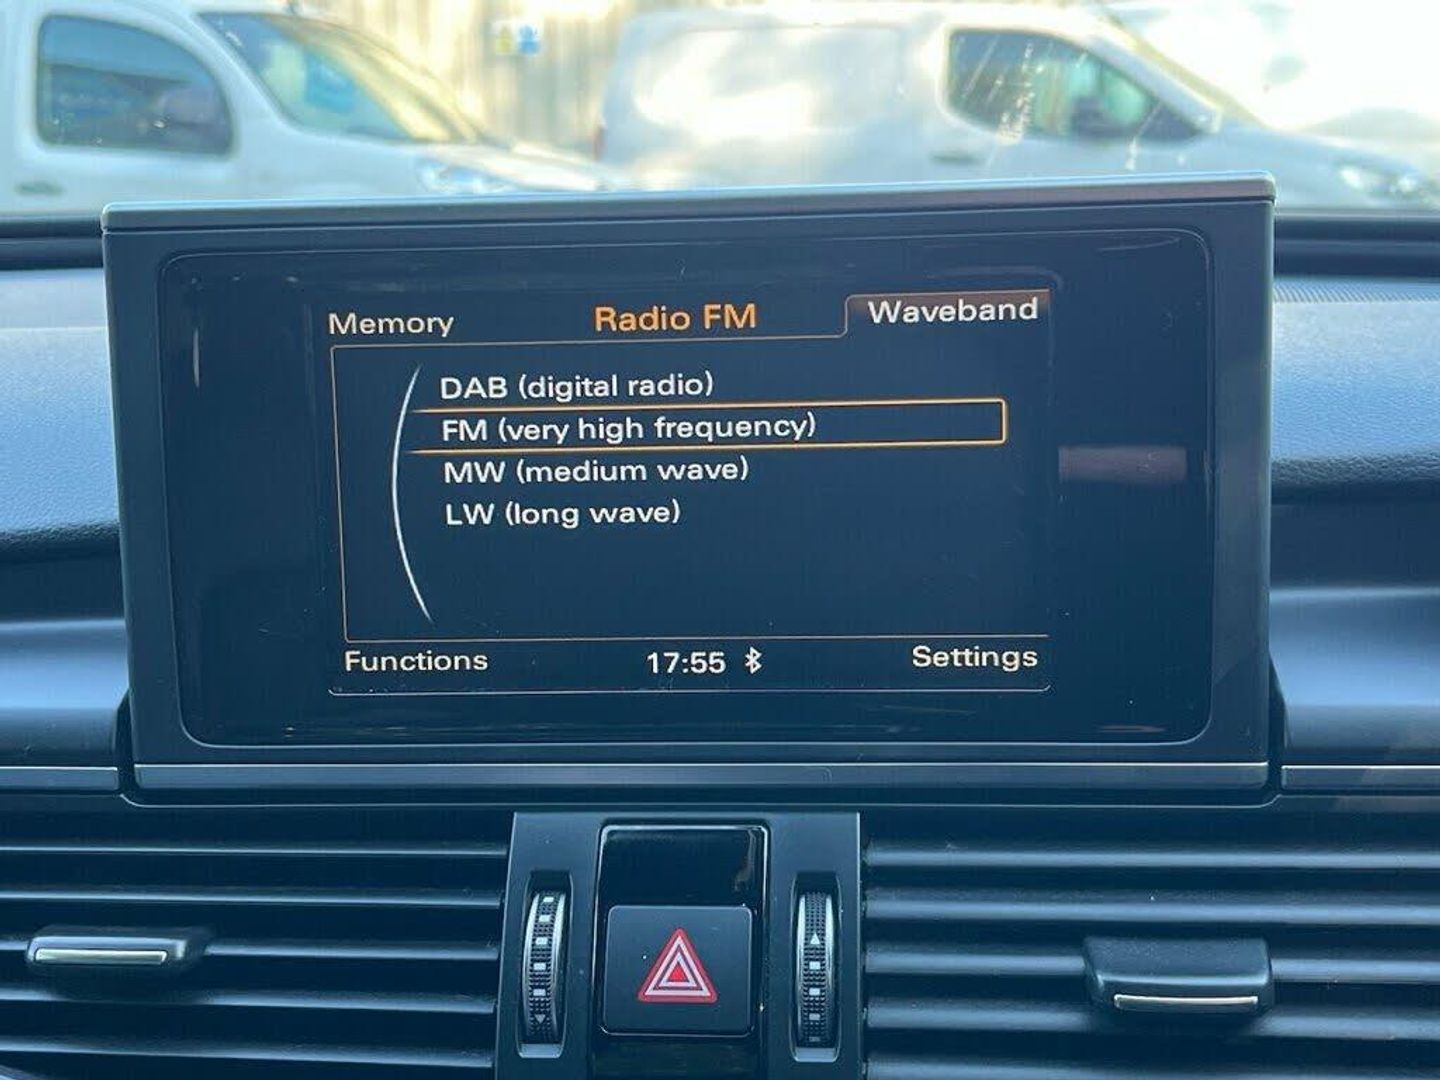 Memory
Radio FM
Waveband
DAB (digital radio)
FM (very high frequency)
MW (medium wave)
LW (long wave)
Functions
17:55
Settings